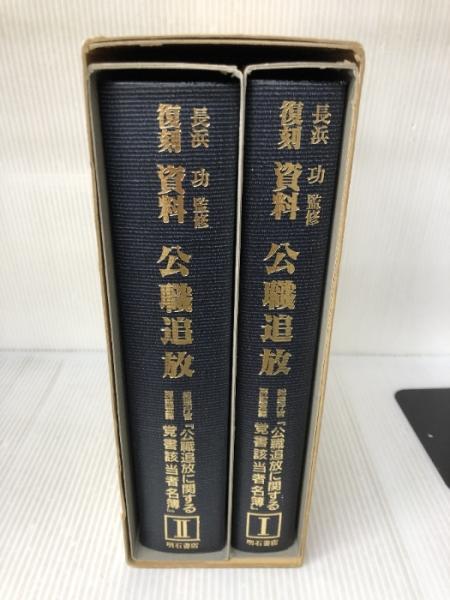 長浜 功 監修
復刻 資料 公職追放
『公職追放に関する
覚書該当者名簿』
I
明石書店
長浜 功 監修
復刻 資料 公職追放
『公職追放に関する
覚書該当者名簿』
II
明石書店